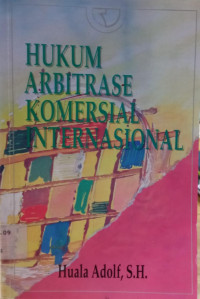 HUKUM
ARBITRASE
KOMERSIAL
INTERNASIONAL
Huala Adolf, S.H.